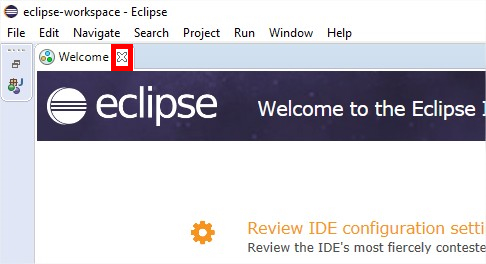 eclipse-workspace - Eclipse
File Edit Navigate Search Project Run Window Help
Welcome
eclipse Welcome to the Eclipse
Review IDE configuration setti
Review the IDE's most fiercely conteste